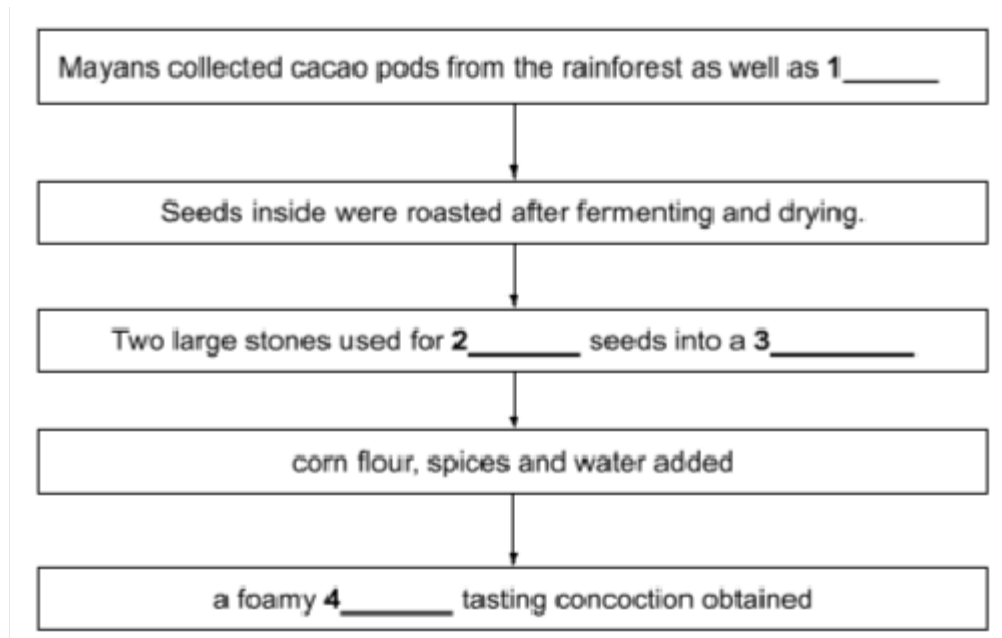 Mayans collected cacao pods from the rainforest as well as 1______
Seeds inside were roasted after fermenting and drying.
Two large stones used for 2_______ seeds into a 3_________
corn flour, spices and water added
a foamy 4_______ tasting concoction obtained